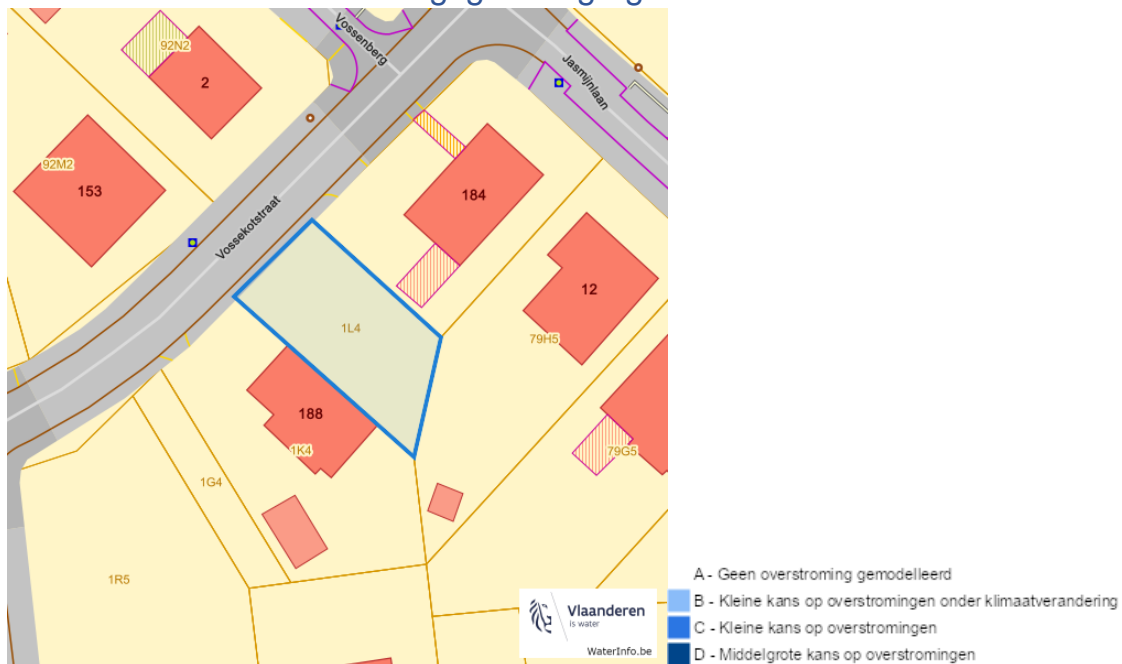 Vossenberg
92N2
2
Jasmijnlaan
92M2
153
184
Vossekotstraat
12
1L4
79H5
188
1K4
79G5
1G4
1R5
Vlaanderen
is water
WaterInfo.be
A - Geen overstroming gemodelleerd
B - Kleine kans op overstromingen onder klimaatverandering
C - Kleine kans op overstromingen
D - Middelgrote kans op overstromingen